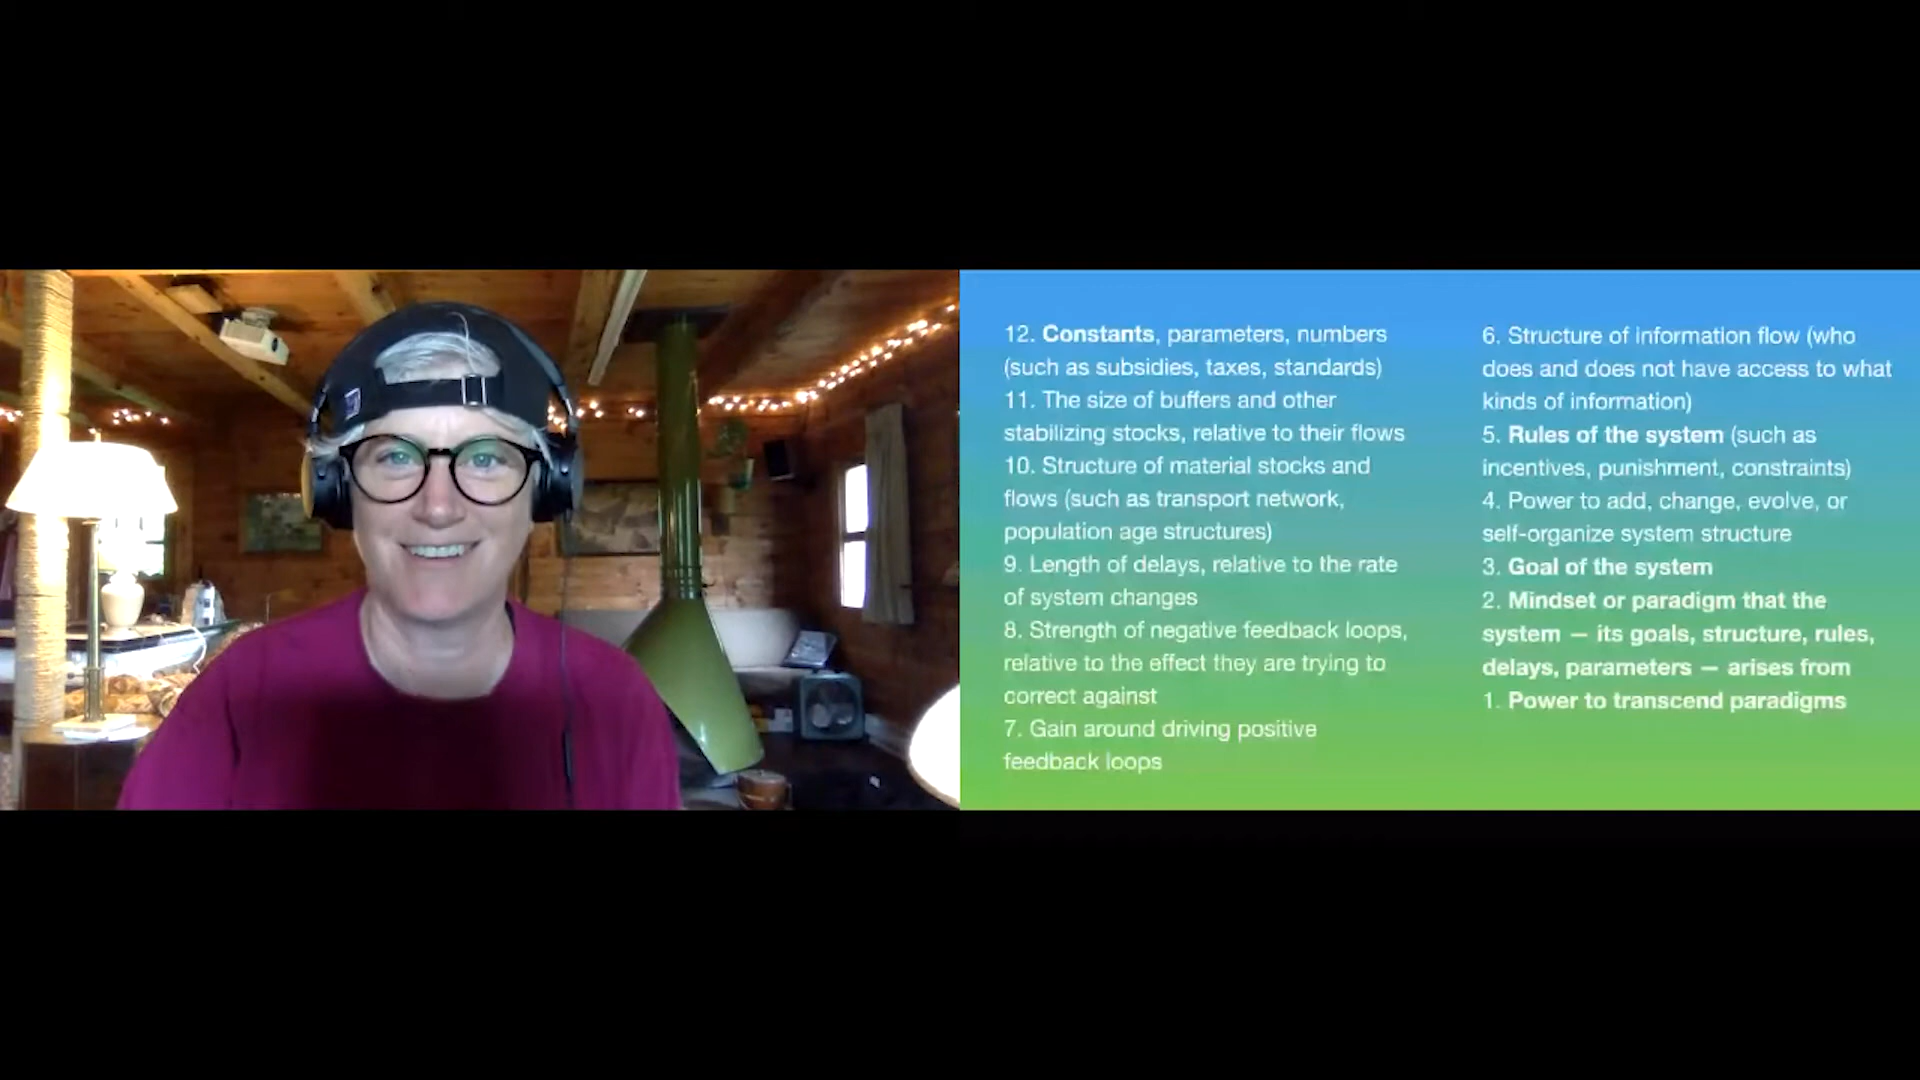 12. Constants, parameters, numbers
(such as subsidies, taxes, standards)
11. The size of buffers and other
stabilizing stocks, relative to their flows
10. Structure of material stocks and
flows (such as transport network,
population age structures)
9. Length of delays, relative to the rate
of system changes
8. Strength of negative feedback loops,
relative to the effect they are trying to
correct against
7. Gain around driving positive
feedback loops
6. Structure of information flow (who
does and does not have access to what
kinds of information)
5. Rules of the system (such as
incentives, punishment, constraints)
4. Power to add, change, evolve, or
self-organize system structure
3. Goal of the system
2. Mindset or paradigm that the
system — its goals, structure, rules,
delays, parameters — arises from
1. Power to transcend paradigms